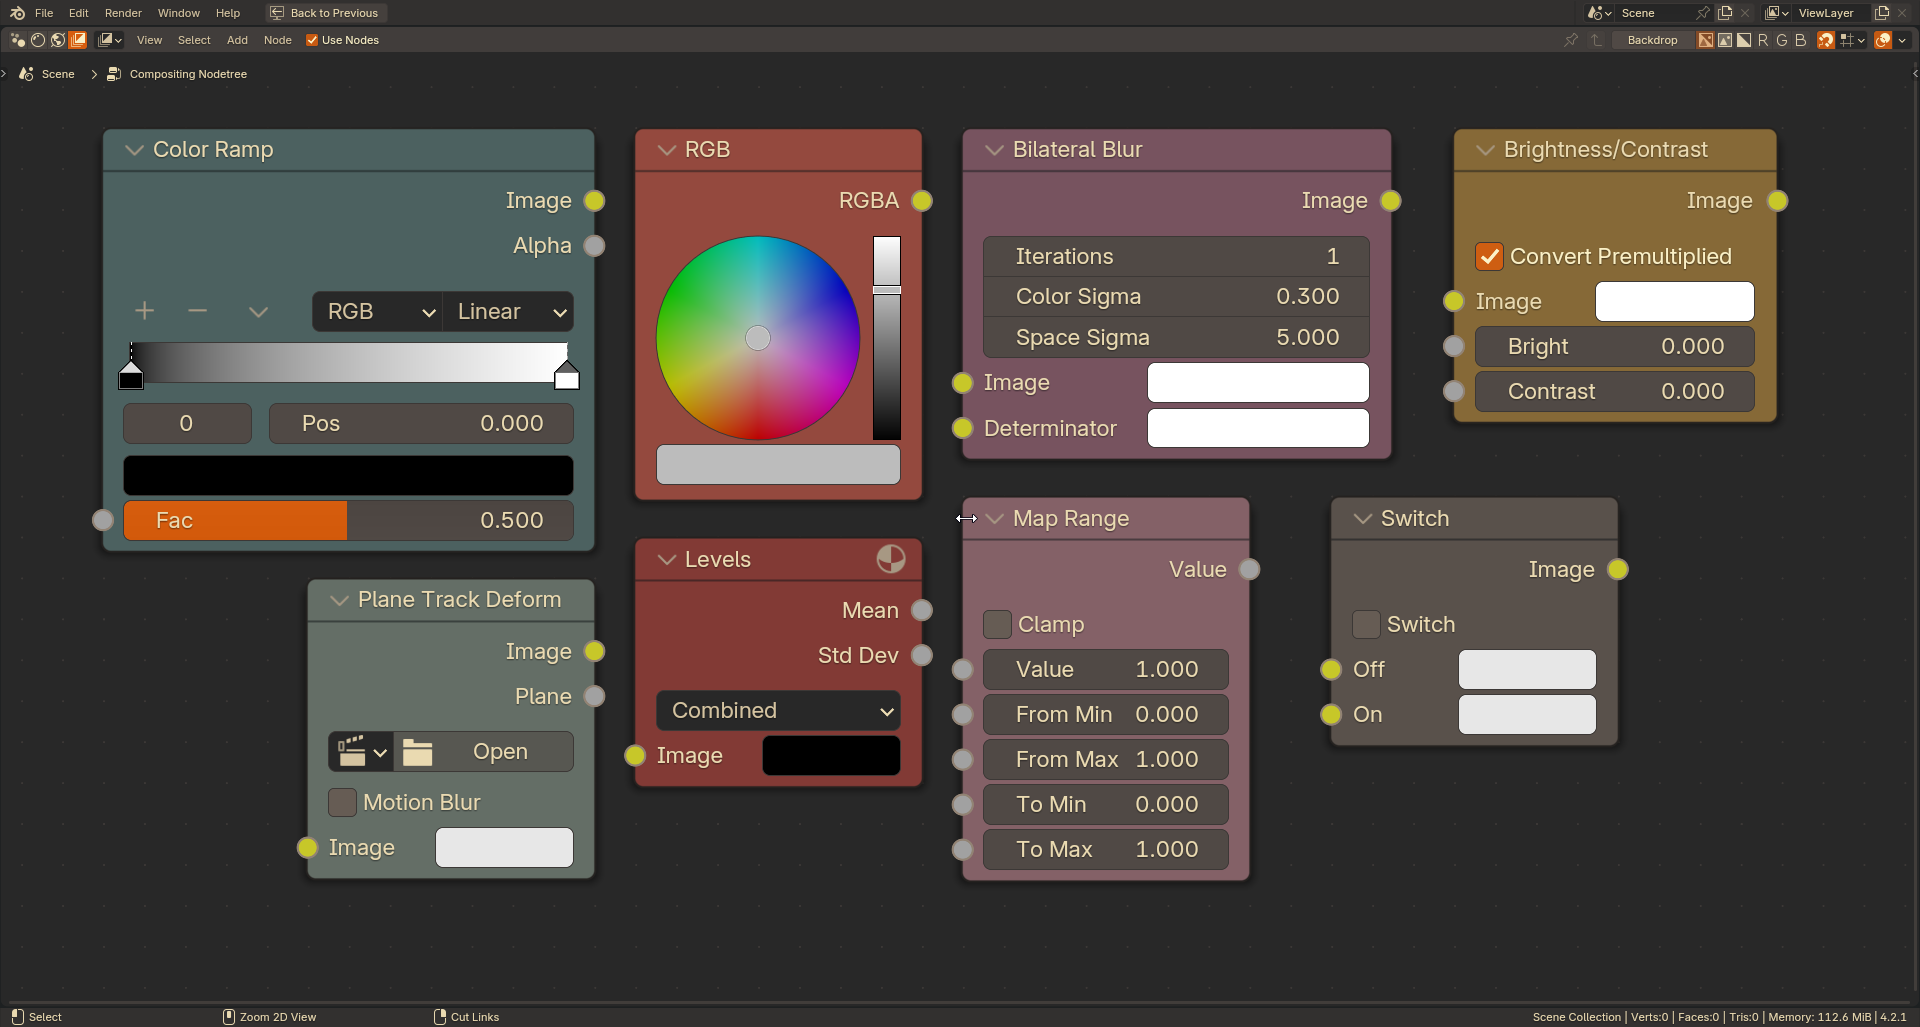 File Edit Render Window Help Back to Previous Scene ViewLayer
View Select Add Node Use Nodes Backdrop R G B
Scene Compositing Nodetree
Color Ramp
Image
Alpha
RGB Linear
0 Pos 0.000
Fac 0.500
RGB
RGBA
Bilateral Blur
Image
Iterations 1
Color Sigma 0.300
Space Sigma 5.000
Image
Determinator
Brightness/Contrast
Image
Convert Premultiplied
Image
Bright 0.000
Contrast 0.000
Plane Track Deform
Image
Plane
Open
Motion Blur
Image
Levels
Mean
Std Dev
Combined
Image
Map Range
Value
Clamp
Value 1.000
From Min 0.000
From Max 1.000
To Min 0.000
To Max 1.000
Switch
Image
Switch
Off
On
Select Zoom 2D View Cut Links Scene Collection | Verts:0 | Faces:0 | Tris:0 | Memory: 112.6 MiB | 4.2.1